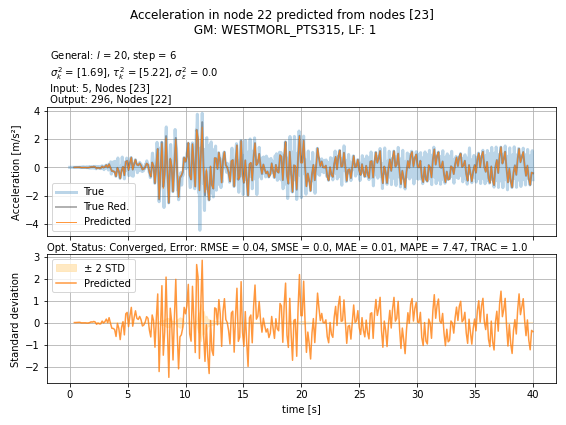 Acceleration in node 22 predicted from nodes [23]
GM: WESTMORL_PTS315, LF: 1
General: l = 20, step = 6
σ²ₖ = [1.69], τ²ₖ = [5.22], σ²ε = 0.0
Input: 5, Nodes [23]
Output: 296, Nodes [22]
Acceleration [m/s²]
4
2
0
−2
−4
True
True Red.
Predicted
Opt. Status: Converged, Error: RMSE = 0.04, SMSE = 0.0, MAE = 0.01, MAPE = 7.47, TRAC = 1.0
Standard deviation
3
2
1
0
−1
−2
± 2 STD
Predicted
0 5 10 15 20 25 30 35 40
time [s]